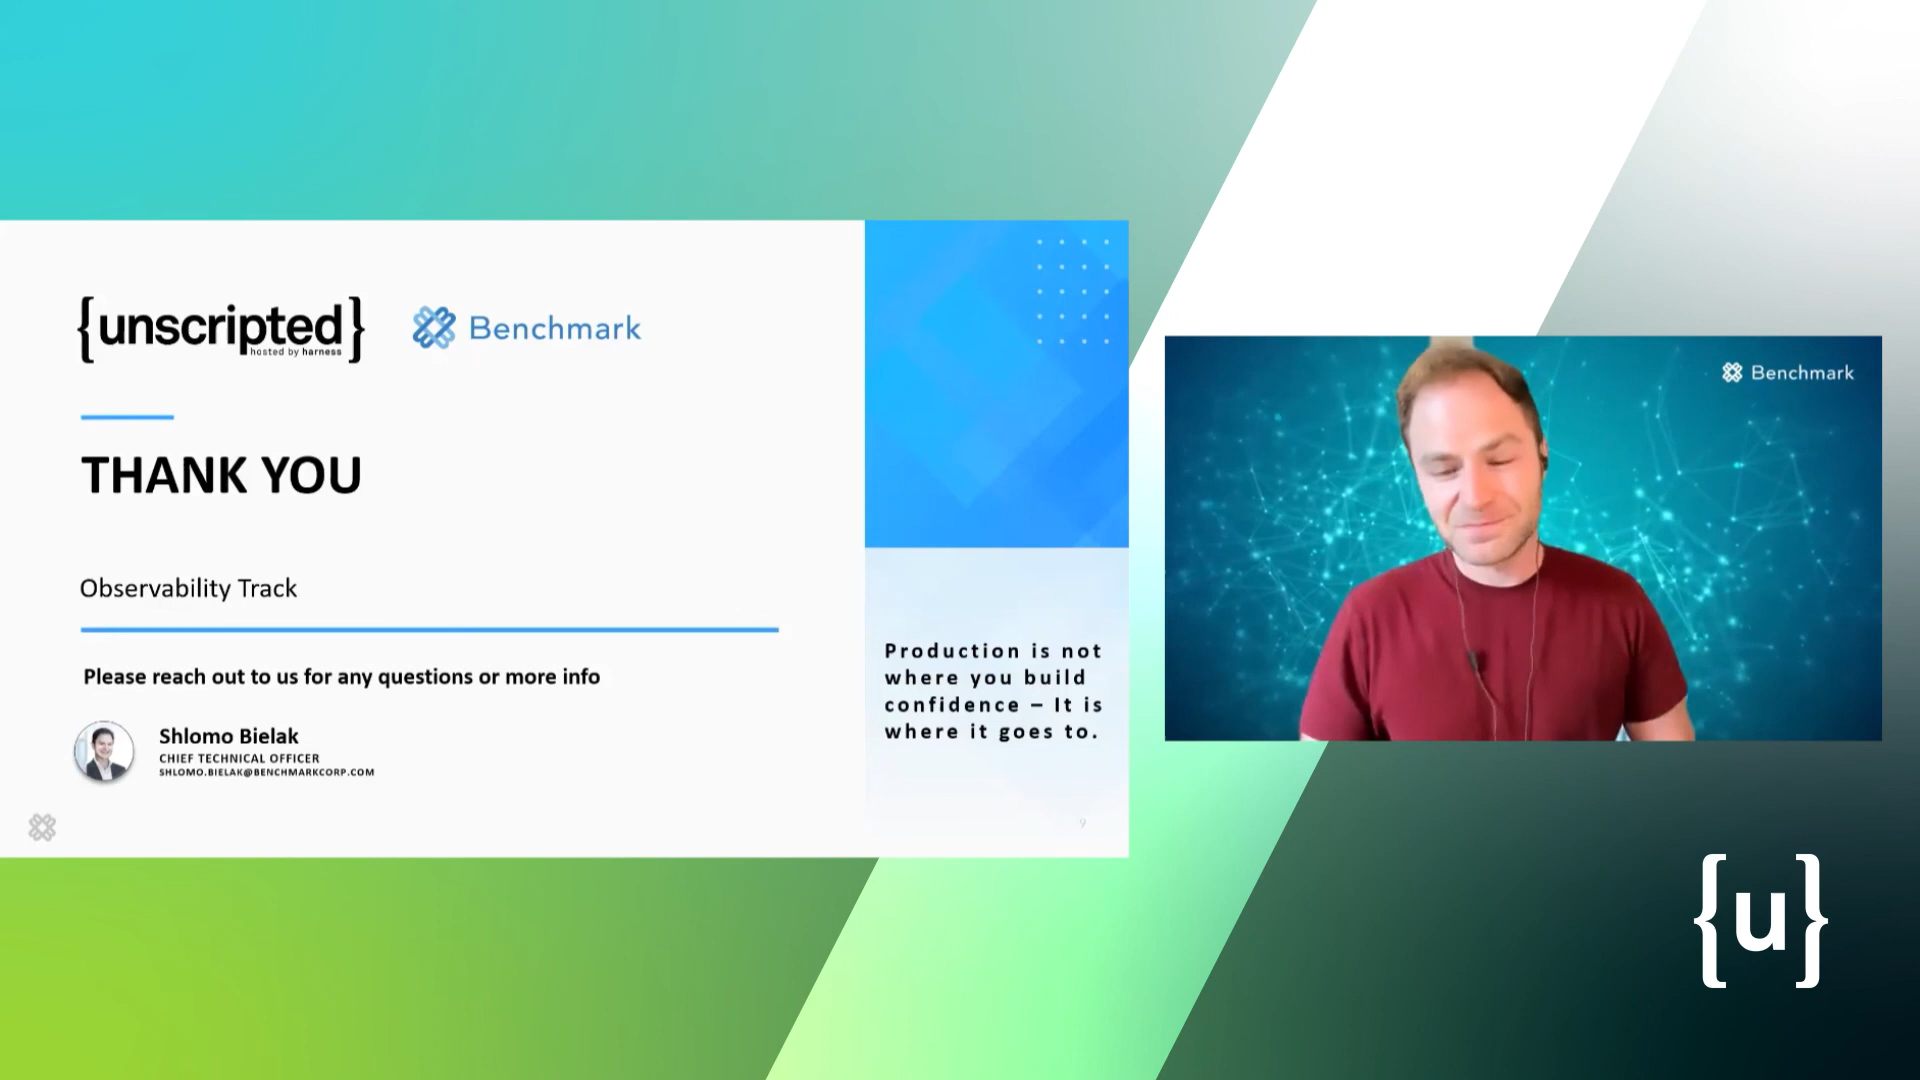 {unscripted}
hosted by harness
Benchmark
THANK YOU
Observability Track
Please reach out to us for any questions or more info
Shlomo Bielak
CHIEF TECHNICAL OFFICER
SHLOMO.BIELAK@BENCHMARKCORP.COM
Production is not
where you build
confidence – It is
where it goes to.
9
Benchmark
{u}